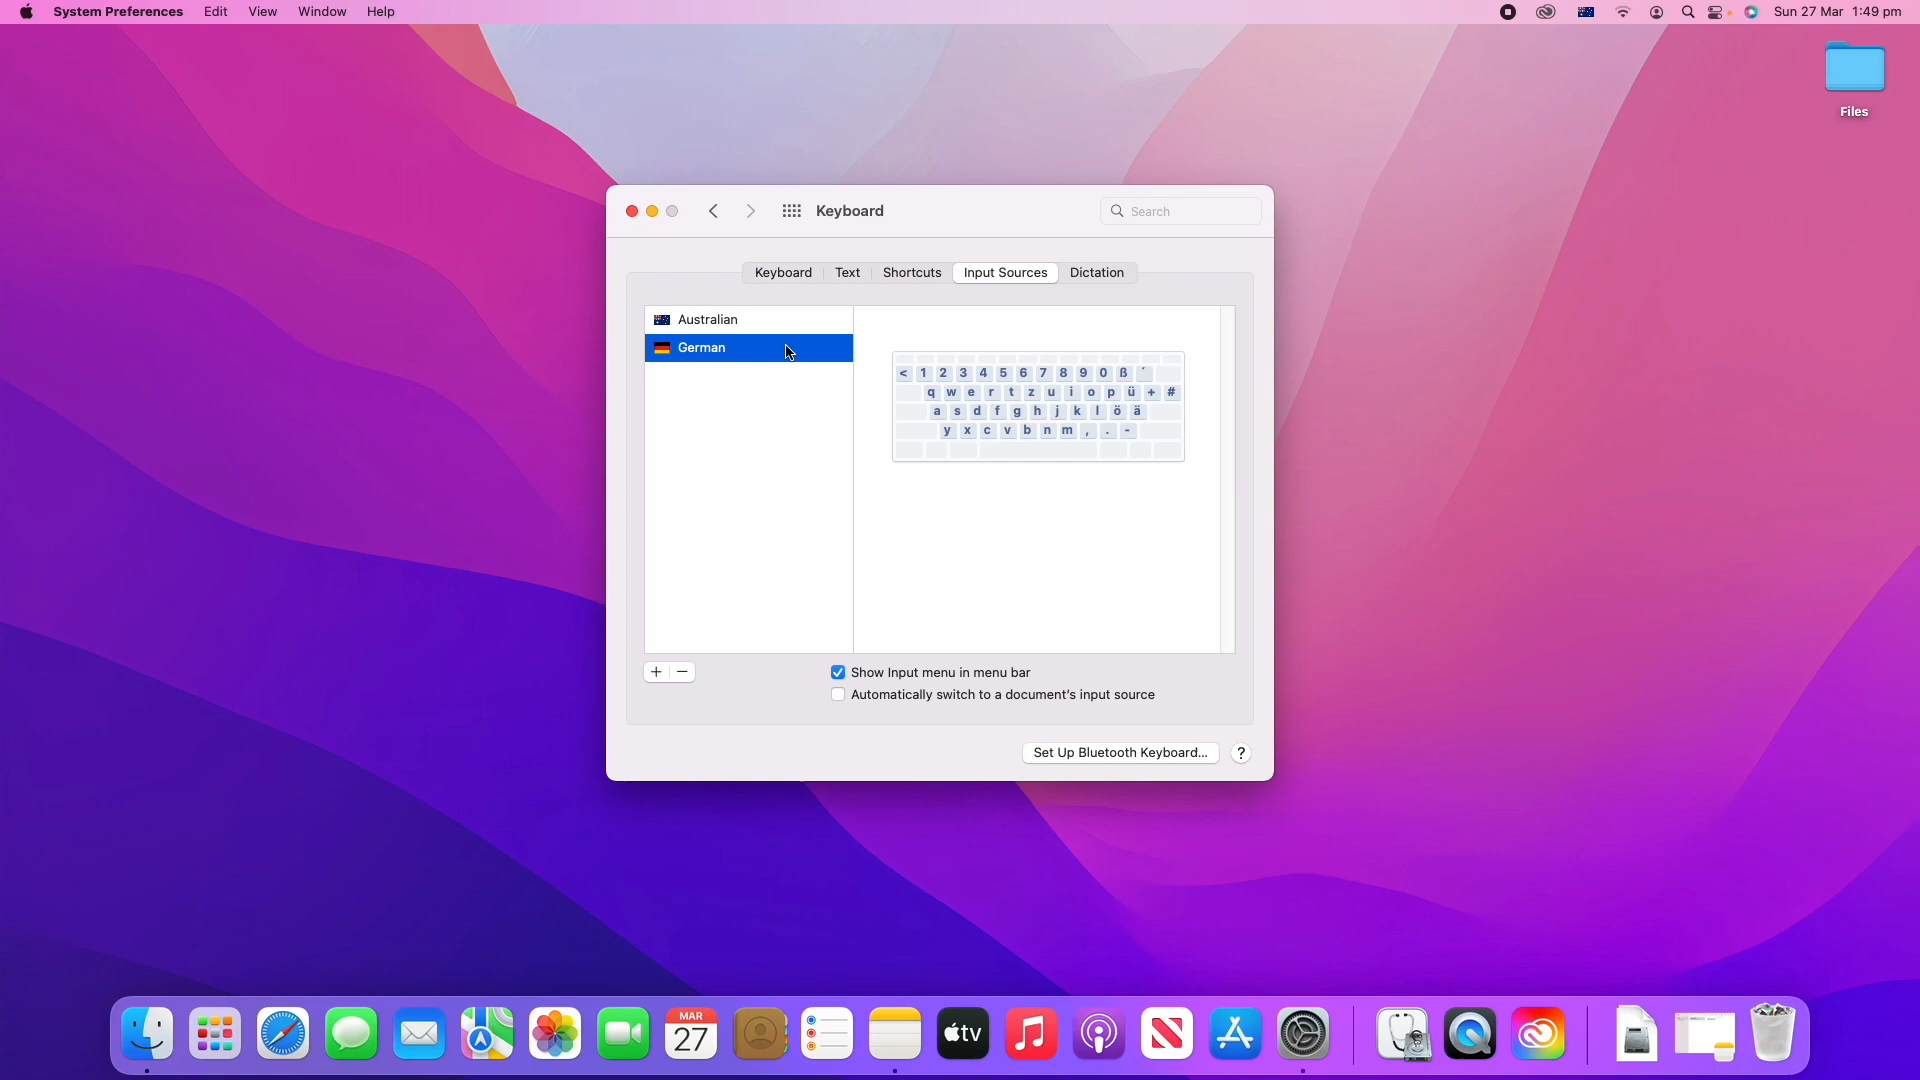 System Preferences Edit View Window Help Sun 27 Mar 1:49 pm
Files
Keyboard Search
Keyboard Text Shortcuts Input Sources Dictation
Australian
German
< 1 2 3 4 5 6 7 8 9 0 ß ´
q w e r t z u i o p ü + #
a s d f g h j k l ö ä
y x c v b n m , . -
+ −
Show Input menu in menu bar
Automatically switch to a document's input source
Set Up Bluetooth Keyboard... ?
MAR
27
tv